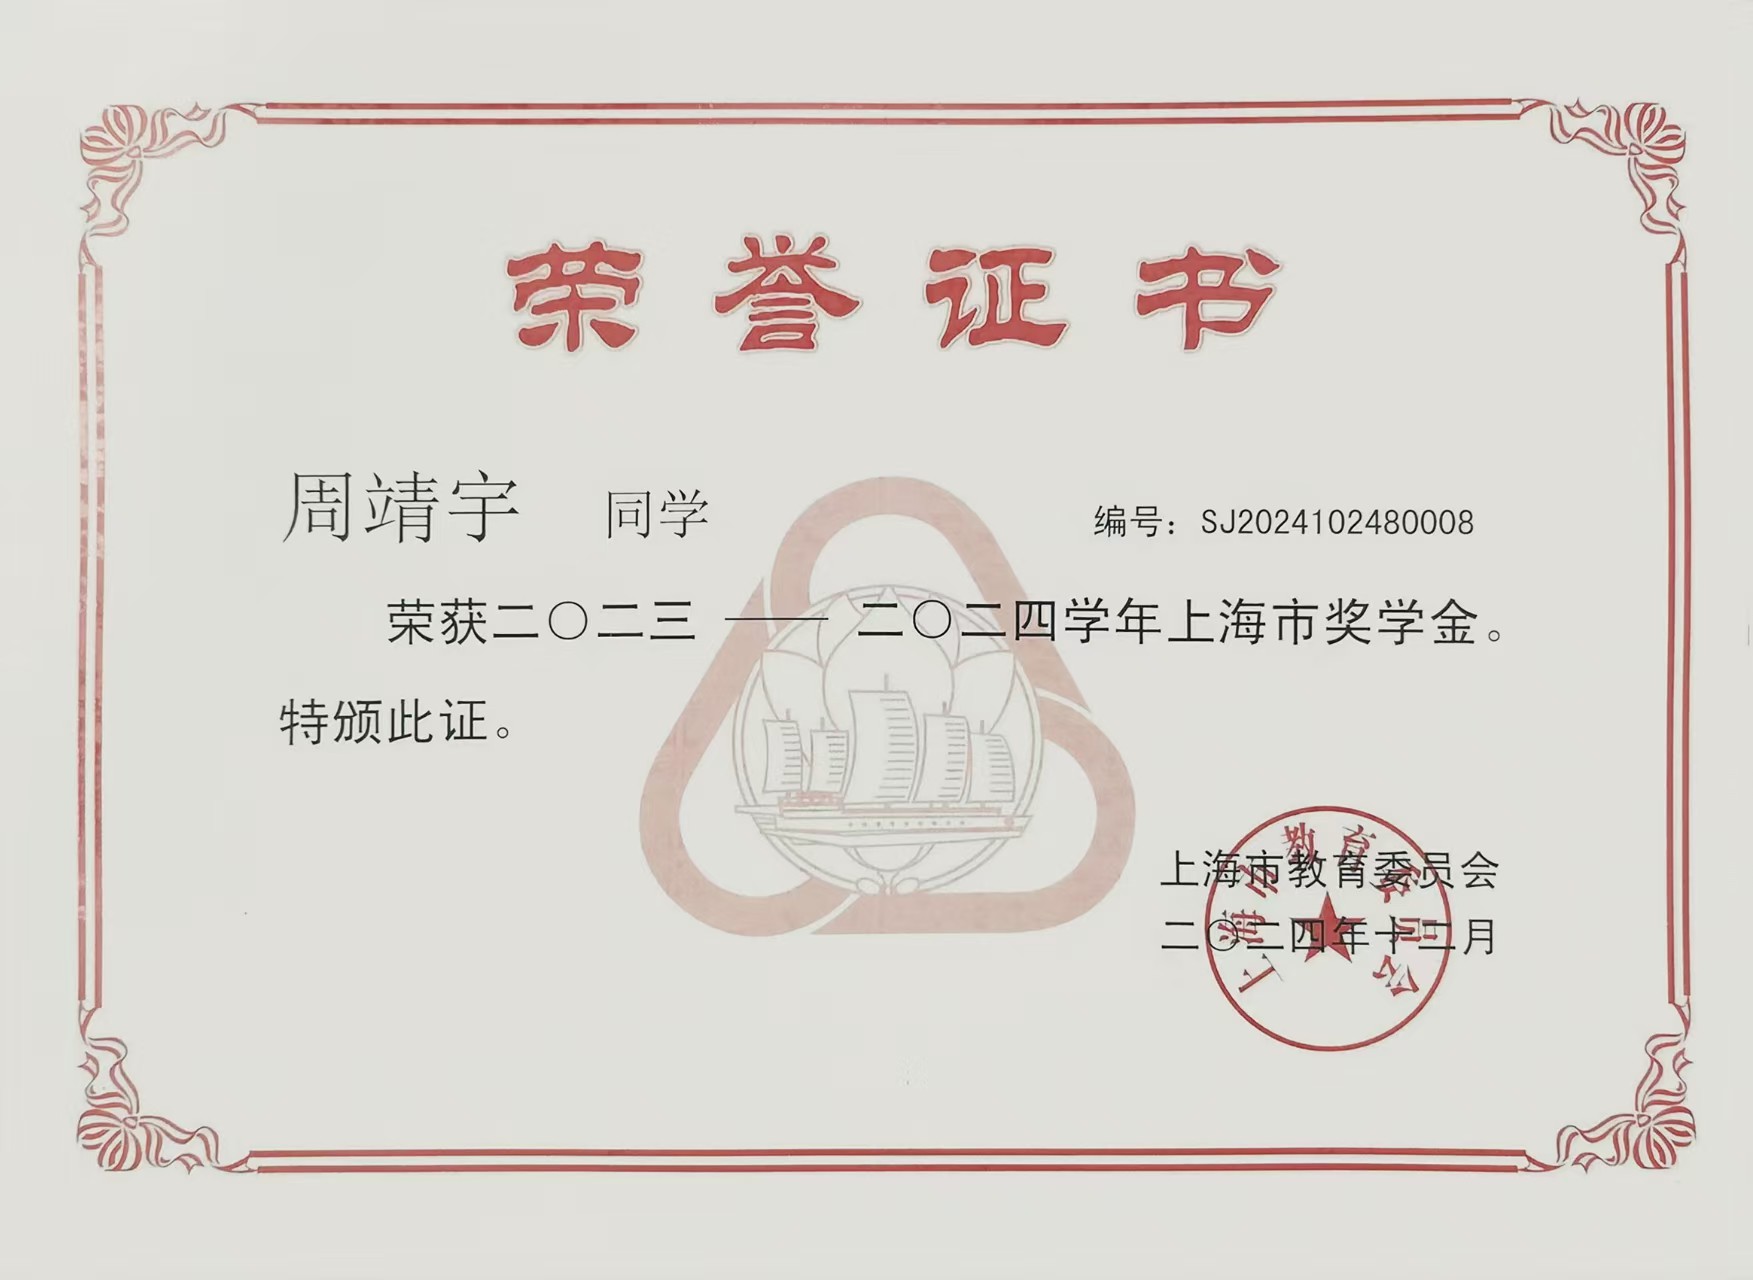 荣誉证书
周靖宇 同学 编号：SJ2024102480008
荣获二〇二三——二〇二四学年上海市奖学金。
特颁此证。
上海市教育委员会
二〇二四年十二月
上海市教育委员会